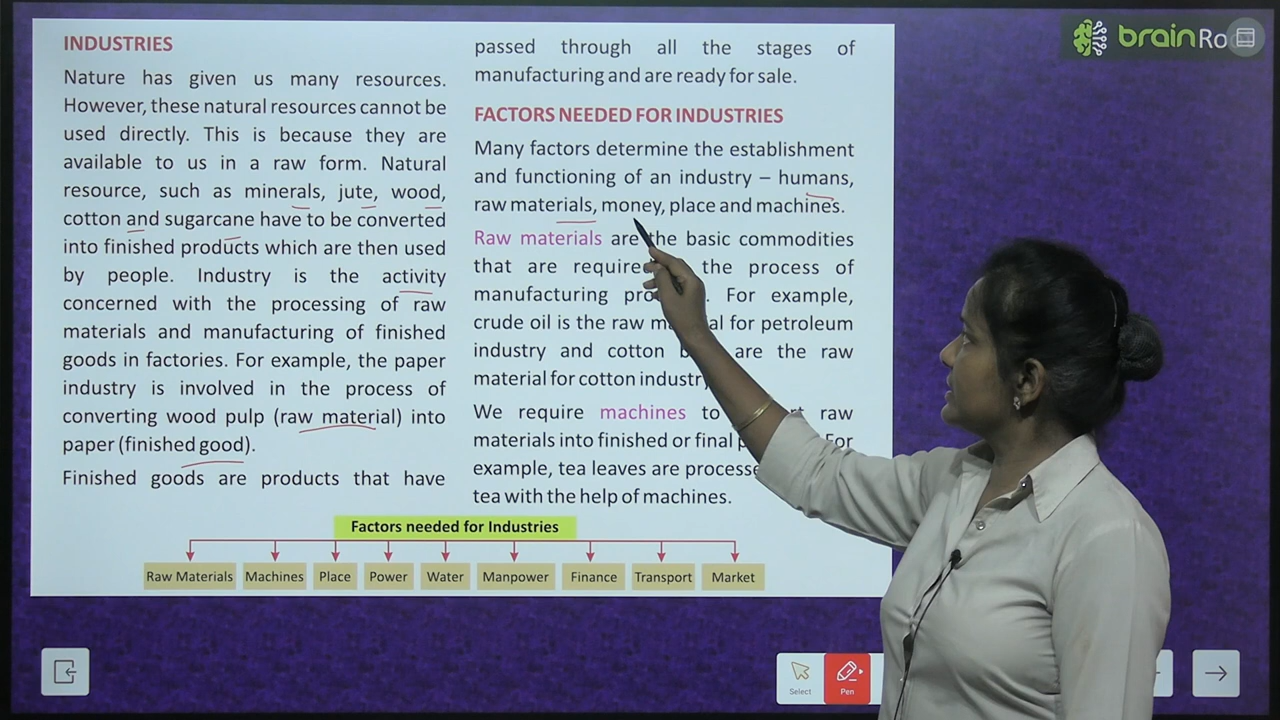 INDUSTRIES
Nature has given us many resources.
However, these natural resources cannot be
used directly. This is because they are
available to us in a raw form. Natural
resource, such as minerals, jute, wood,
cotton and sugarcane have to be converted
into finished products which are then used
by people. Industry is the activity
concerned with the processing of raw
materials and manufacturing of finished
goods in factories. For example, the paper
industry is involved in the process of
converting wood pulp (raw material) into
paper (finished good).
Finished goods are products that have
passed through all the stages of
manufacturing and are ready for sale.
FACTORS NEEDED FOR INDUSTRIES
Many factors determine the establishment
and functioning of an industry – humans,
raw materials, money, place and machines.
Raw materials are the basic commodities
that are the process of
manufacturing For example,
crude oil is the raw for petroleum
industry and cotton are the raw
material for cotton industry
We require machines to raw
materials into finished or final For
example, tea leaves are
tea with the help of machines.
Factors needed for Industries
Raw Materials Machines Place Power Water Manpower Finance Transport Market
brain
Select Pen